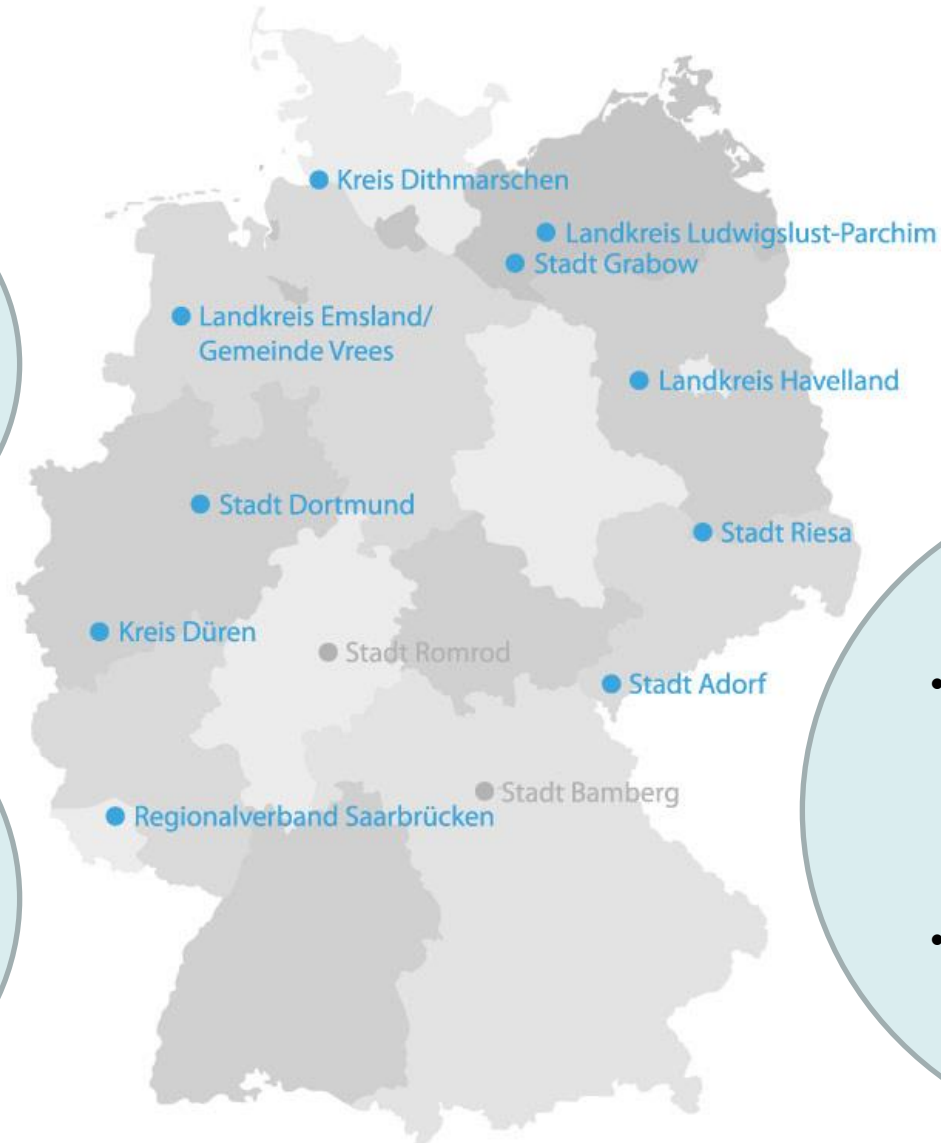 Kreis Dithmarschen
Landkreis Ludwigslust-Parchim
Stadt Grabow
Landkreis Emsland/
Gemeinde Vrees
Landkreis Havelland
Stadt Dortmund
Stadt Riesa
Kreis Düren
Stadt Romrod
Stadt Adorf
Stadt Bamberg
Regionalverband Saarbrücken
•
•